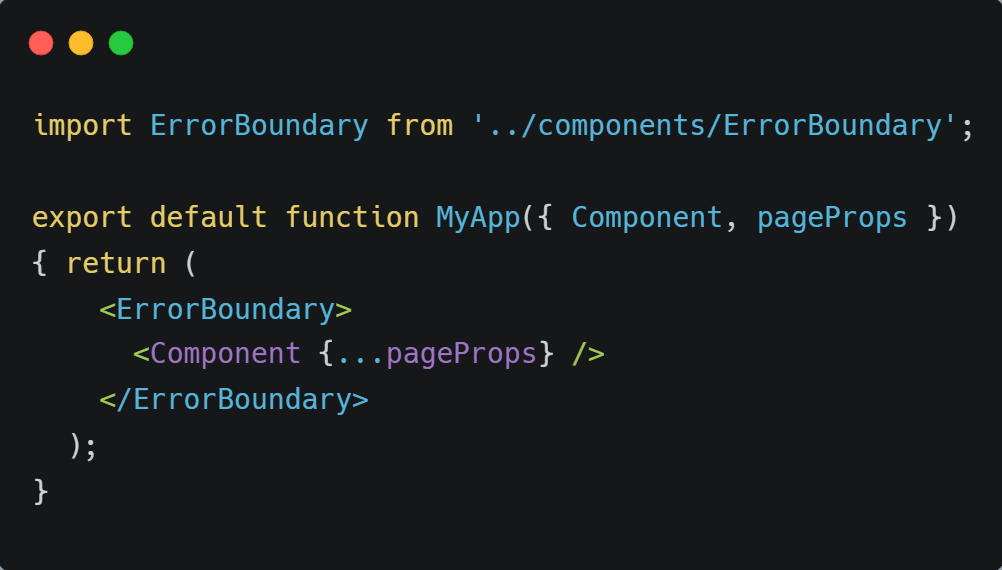 import ErrorBoundary from '../components/ErrorBoundary';
export default function MyApp({ Component, pageProps })
{ return (
<ErrorBoundary>
<Component {...pageProps} />
</ErrorBoundary>
);
}